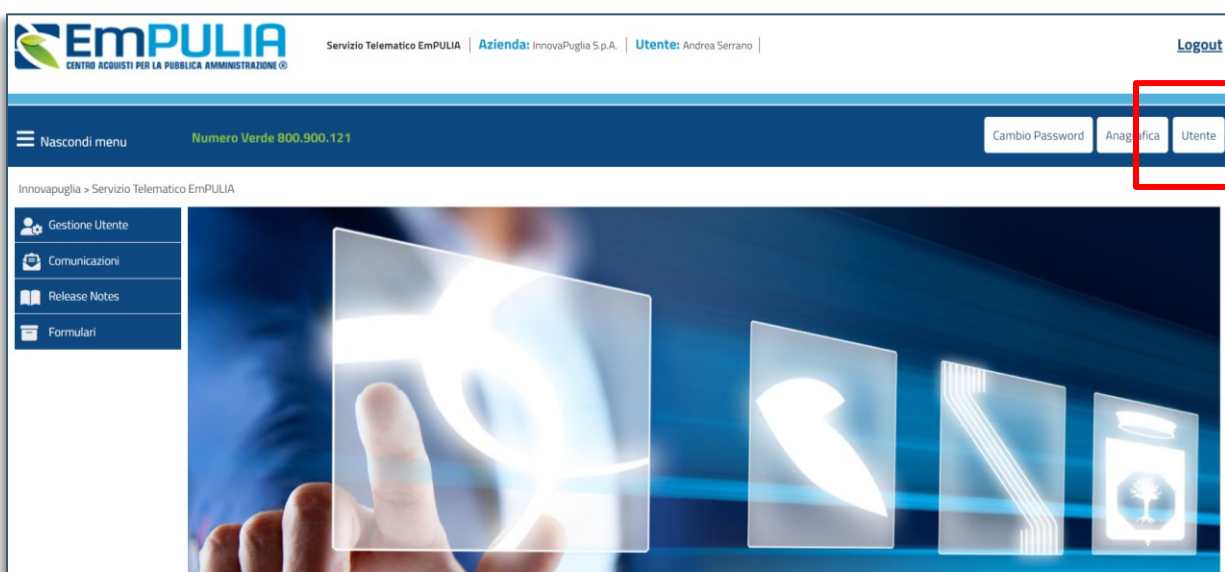 EmPULIA
CENTRO ACQUISTI PER LA PUBBLICA AMMINISTRAZIONE ®
Servizio Telematico EmPULIA | Azienda: InnovaPuglia S.p.A. | Utente: Andrea Serrano |
Logout
Nascondi menu
Numero Verde 800.900.121
Cambio Password
Anagrafica
Utente
Innovapuglia > Servizio Telematico EmPULIA
Gestione Utente
Comunicazioni
Release Notes
Formulari